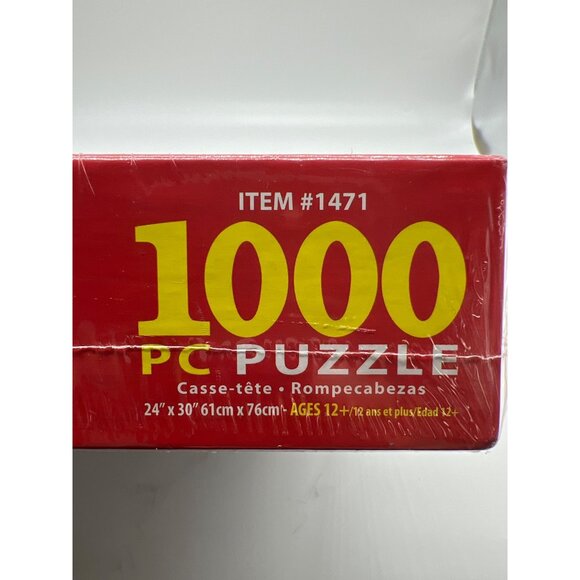 ITEM #1471
1000
PC PUZZLE
Casse-tête • Rompecabezas
24" x 30" 61cm x 76cm • AGES 12+/12 ans et plus/Edad 12+